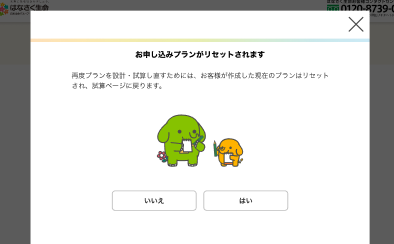 はなさく生命
0120-8739-
お申し込みプランがリセットされます
再度プランを設計・試算し直すためには、お客様が作成した現在のプランはリセット
され、試算ページに戻ります。
いいえ
はい